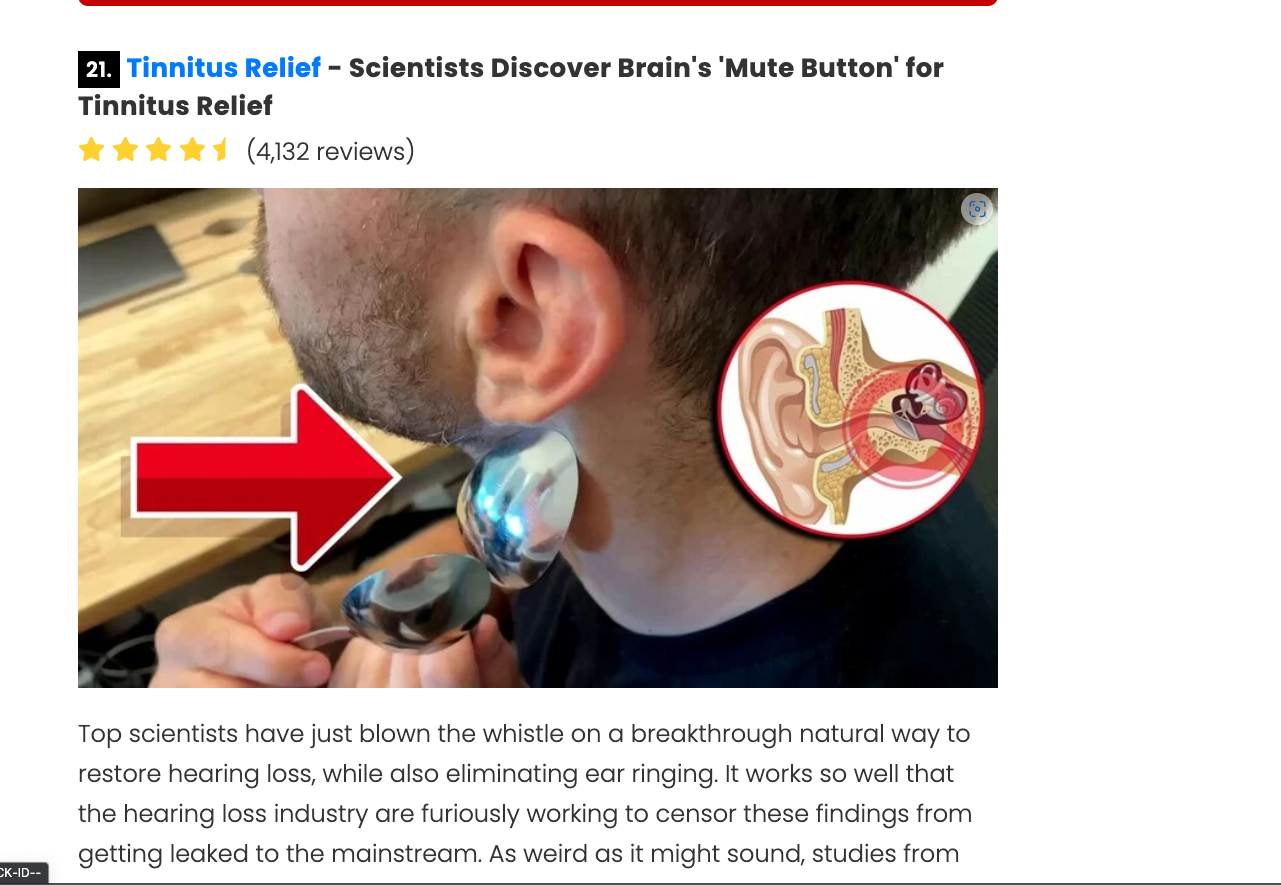 21. Tinnitus Relief - Scientists Discover Brain's 'Mute Button' for
Tinnitus Relief
(4,132 reviews)
Top scientists have just blown the whistle on a breakthrough natural way to
restore hearing loss, while also eliminating ear ringing. It works so well that
the hearing loss industry are furiously working to censor these findings from
getting leaked to the mainstream. As weird as it might sound, studies from
CK-ID--